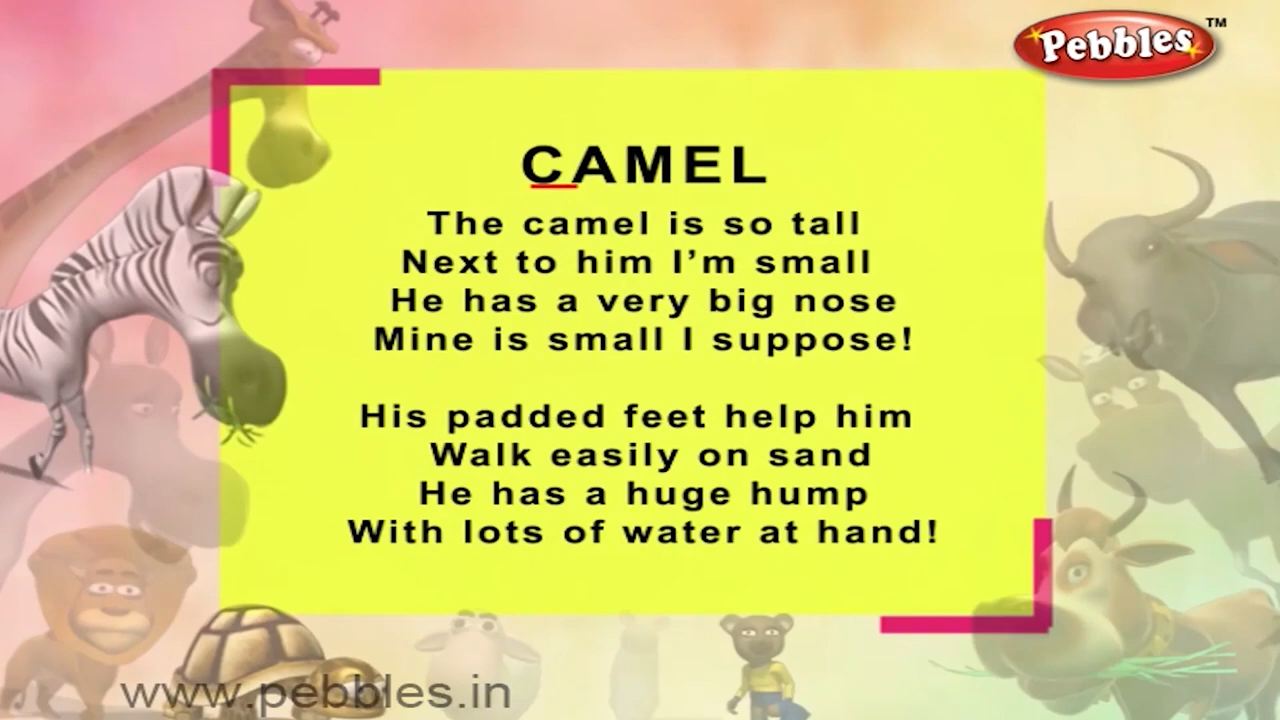 Pebbles™
CAMEL
The camel is so tall
Next to him I’m small
He has a very big nose
Mine is small I suppose!
His padded feet help him
Walk easily on sand
He has a huge hump
With lots of water at hand!
www.pebbles.in